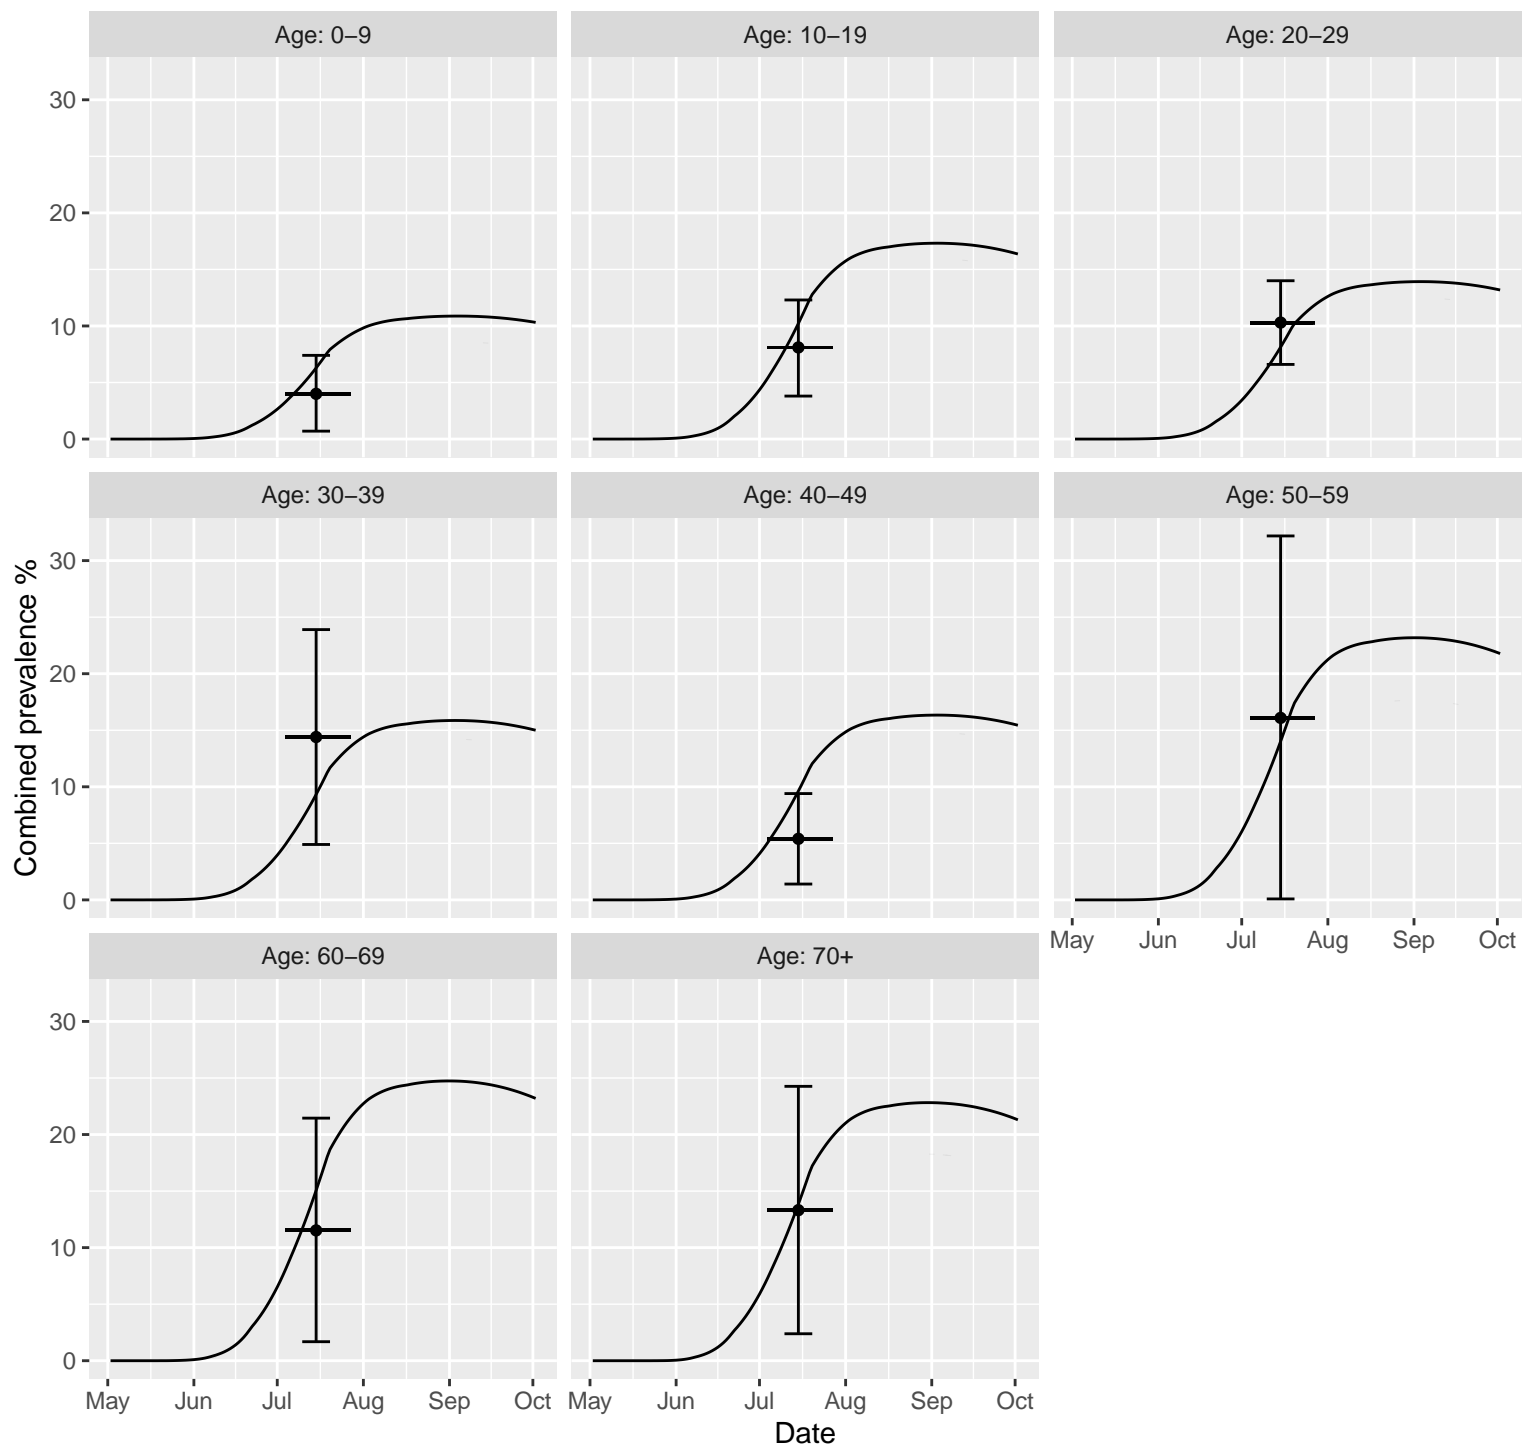 Age: 0–9 Age: 10–19 Age: 20–29
30
20
10
0
Age: 30–39 Age: 40–49 Age: 50–59
30
20
10
0
May Jun Jul Aug Sep Oct
Age: 60–69 Age: 70+
30
20
10
0
May Jun Jul Aug Sep Oct May Jun Jul Aug Sep Oct
Date
Combined prevalence %